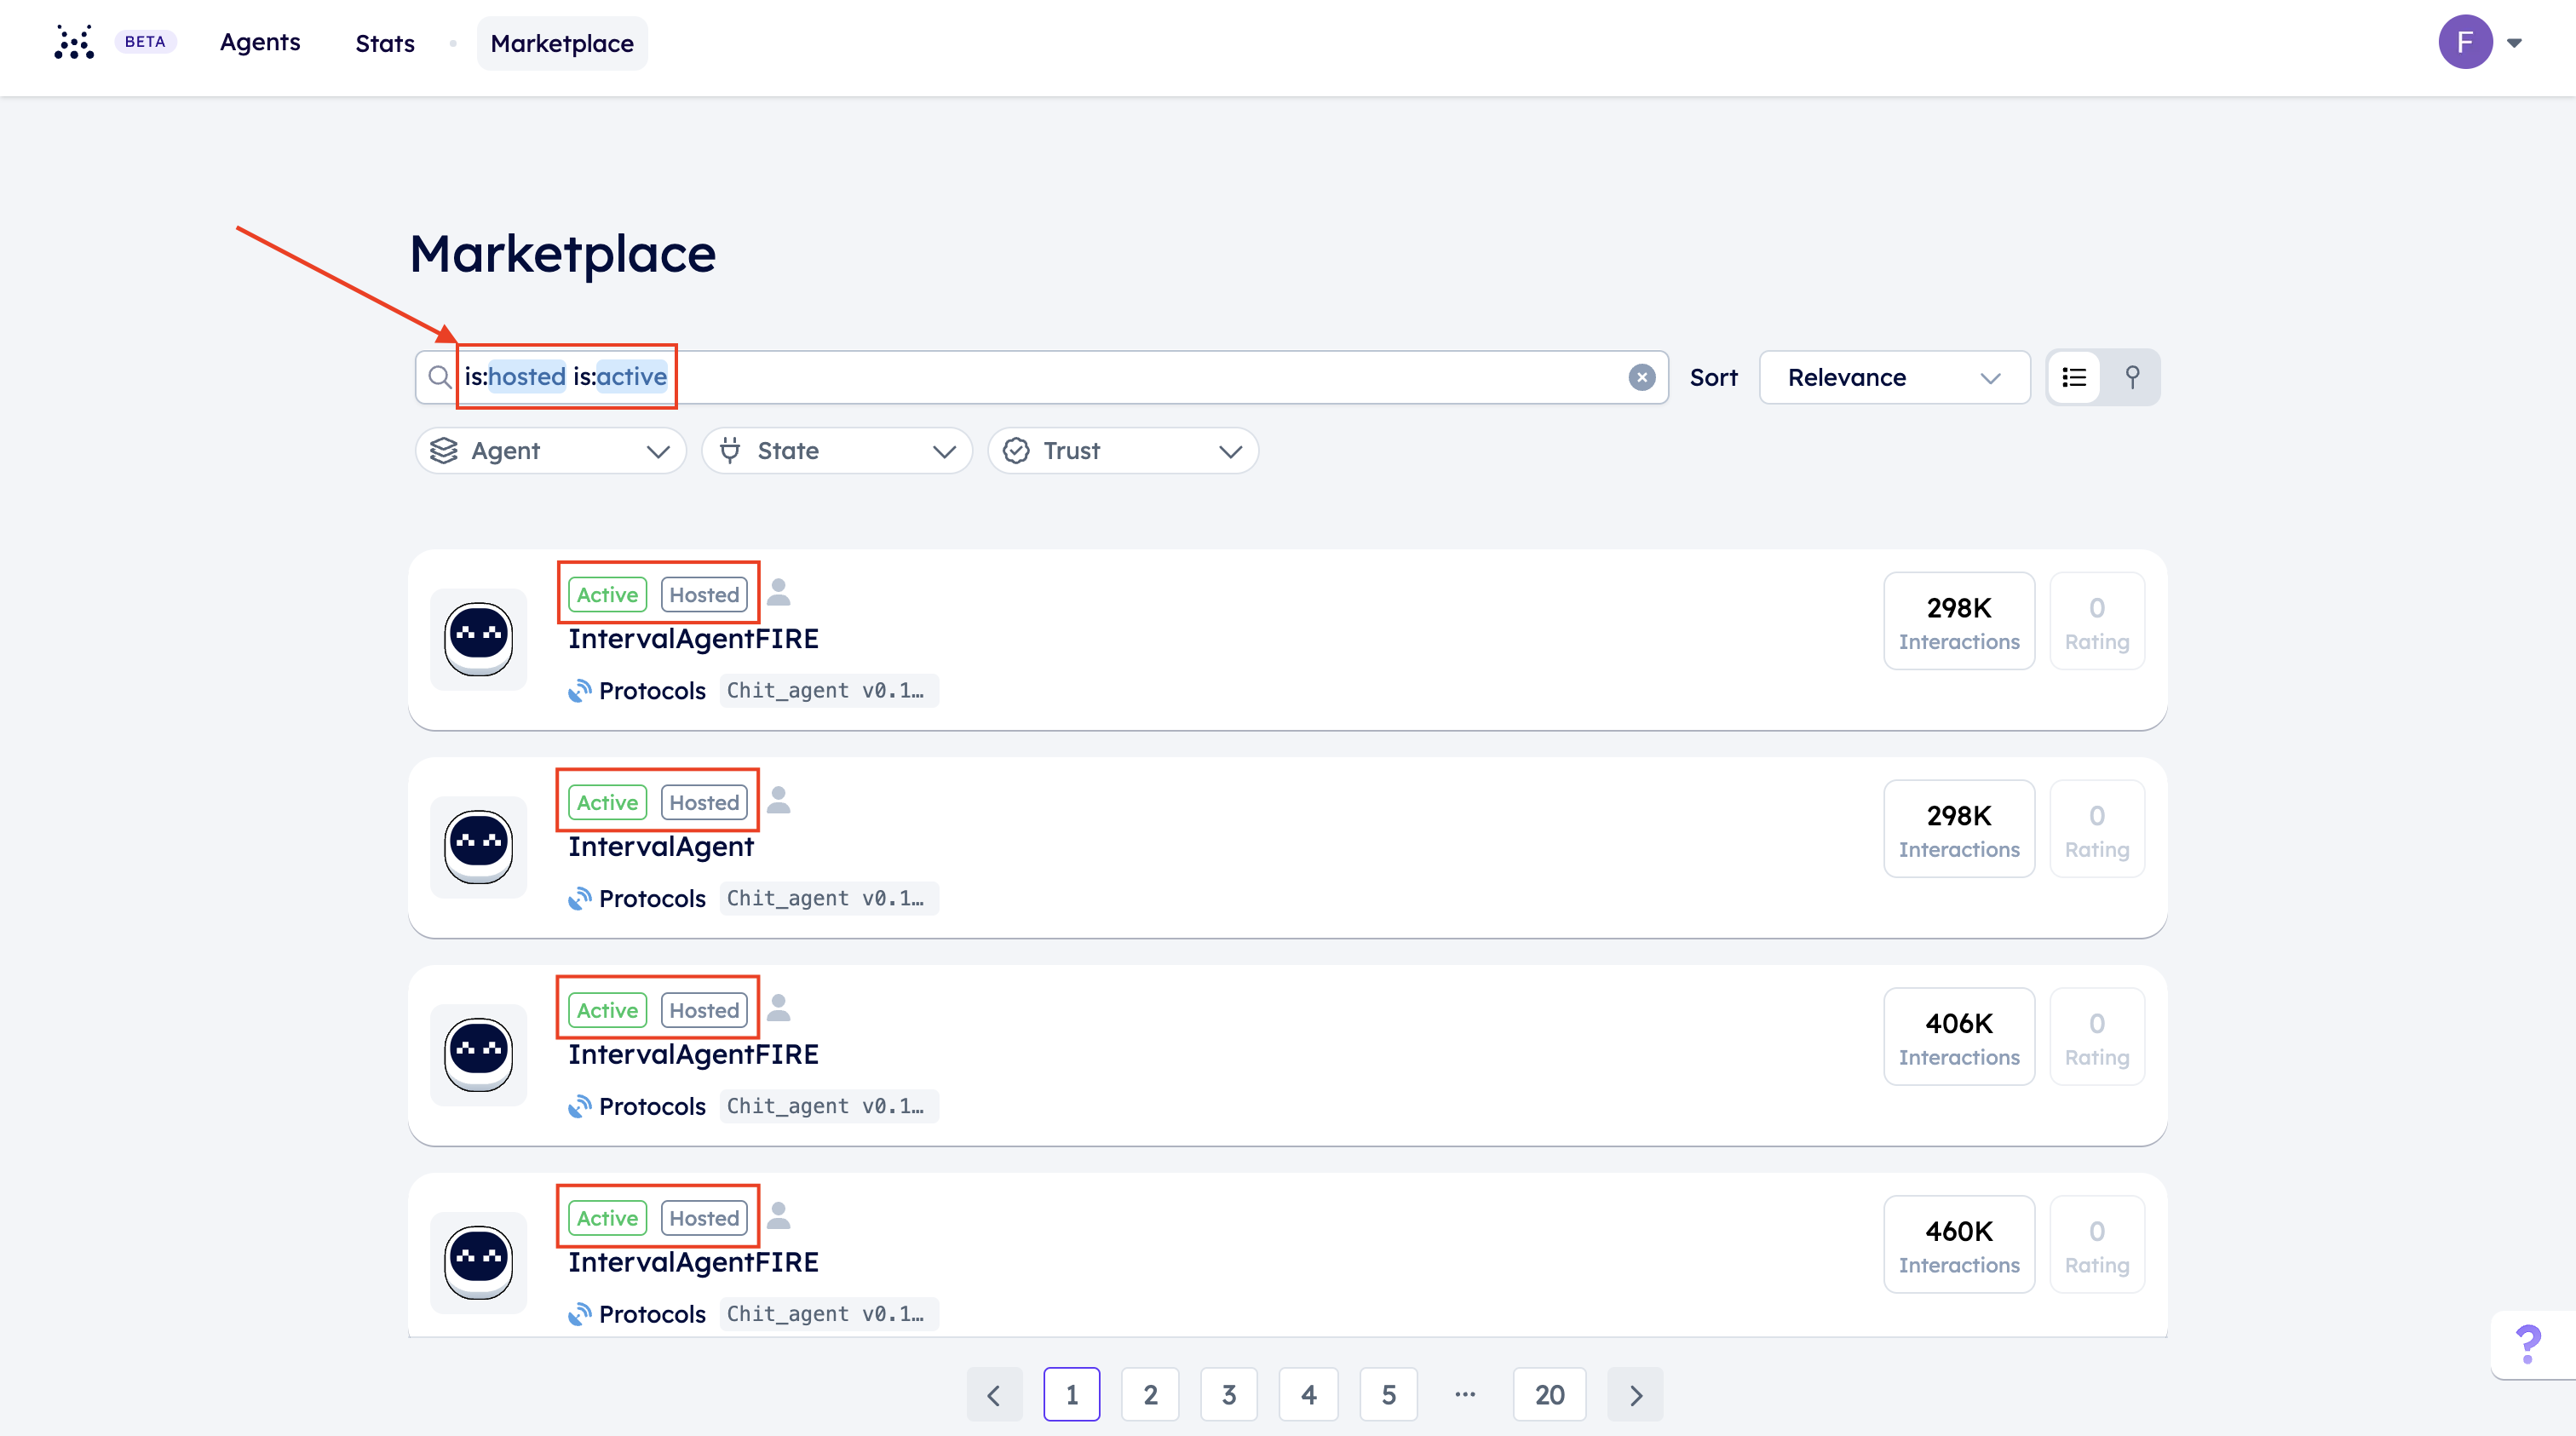 BETA Agents Stats Marketplace F
Marketplace
is:hosted is:active Sort Relevance
Agent State Trust
Active Hosted
IntervalAgentFIRE
Protocols Chit_agent v0.1…
298K
Interactions
0
Rating
Active Hosted
IntervalAgent
Protocols Chit_agent v0.1…
298K
Interactions
0
Rating
Active Hosted
IntervalAgentFIRE
Protocols Chit_agent v0.1…
406K
Interactions
0
Rating
Active Hosted
IntervalAgentFIRE
Protocols Chit_agent v0.1…
460K
Interactions
0
Rating
?
1 2 3 4 5 ... 20